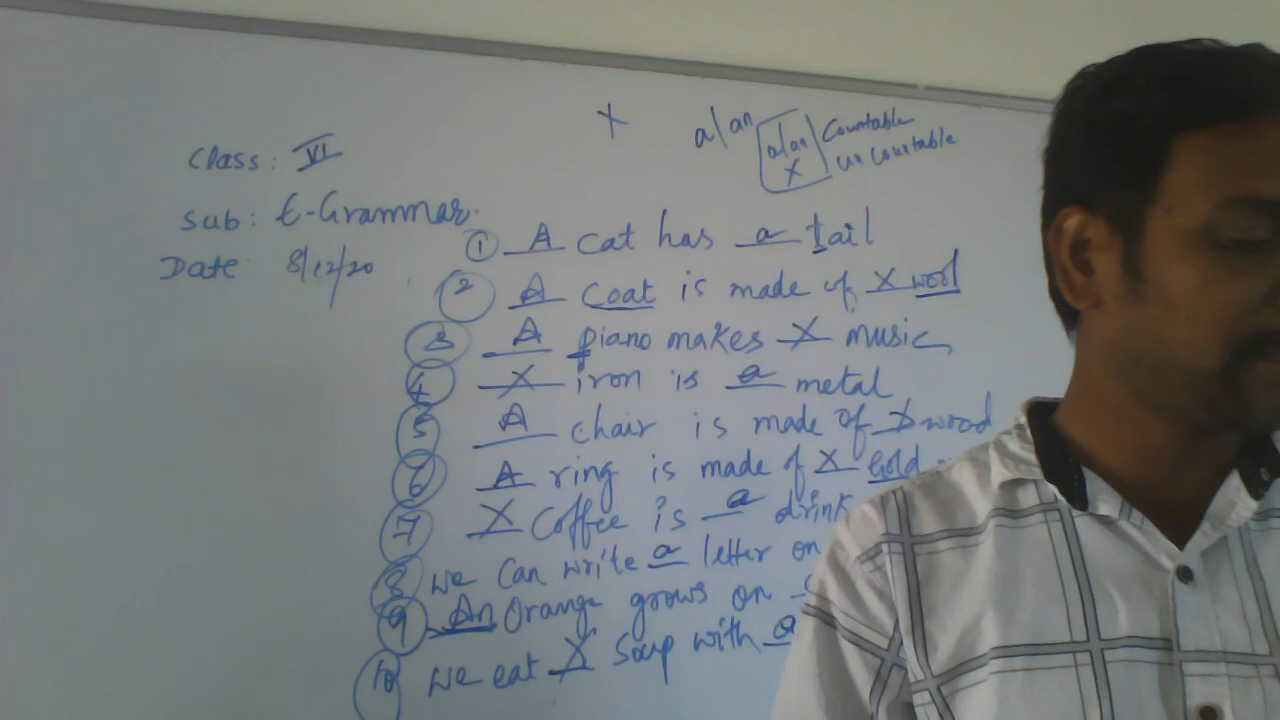 X a/an a/an Countable
X uncountable
Class: VI
Sub: E-Grammar.
Date 8/12/20
① A Cat has a tail
② A Coat is made of X wool
③ A piano makes X music
④ X iron is a metal
⑤ A chair is made of X wood
⑥ A ring is made of X Gold
⑦ X Coffee is a drink
⑧ we Can write a letter on
⑨ An Orange grows on
⑩ we eat X Soup with a